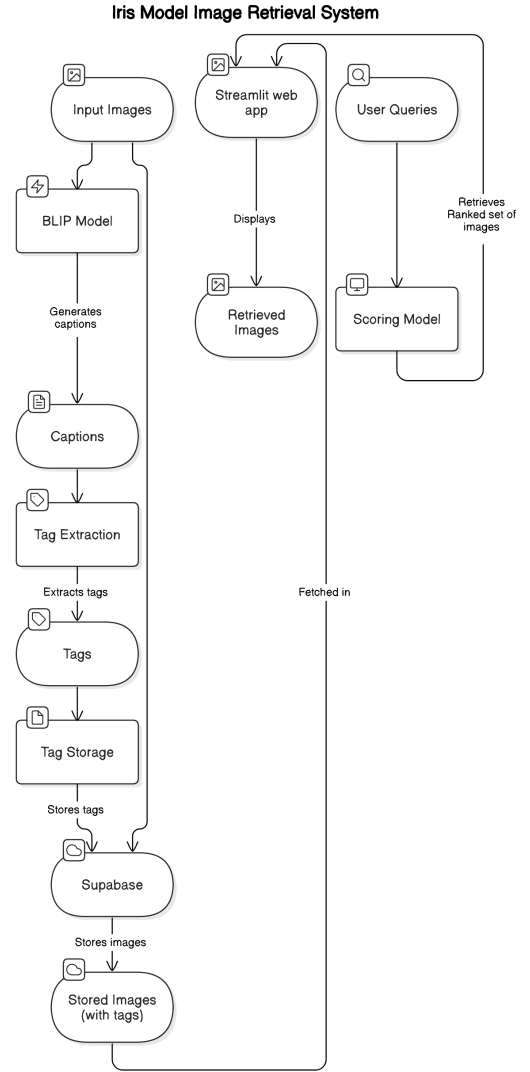 Iris Model Image Retrieval System
Input Images
Streamlit web
app
User Queries
BLIP Model
Displays
Retrieves
Ranked set of
images
Generates
captions
Retrieved
Images
Scoring Model
Captions
Tag Extraction
Extracts tags
Fetched in
Tags
Tag Storage
Stores tags
Supabase
Stores images
Stored Images
(with tags)